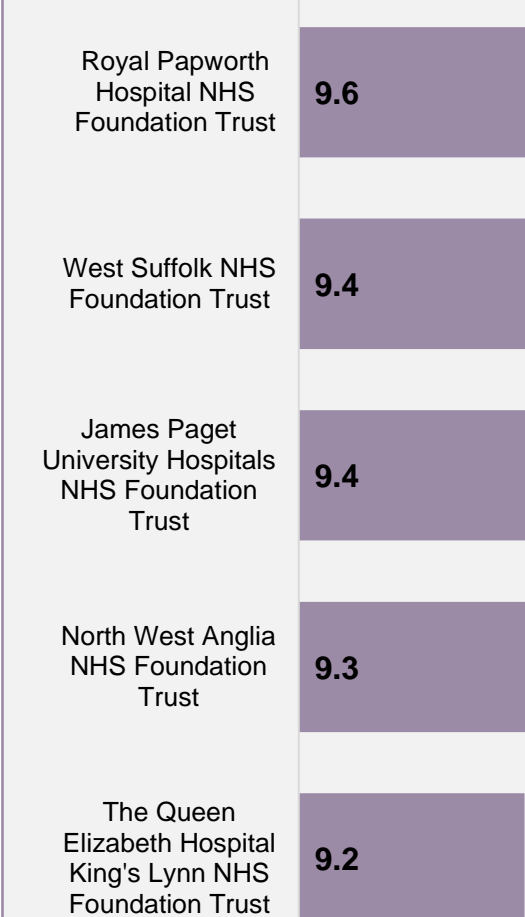 Royal Papworth
Hospital NHS
Foundation Trust
9.6
West Suffolk NHS
Foundation Trust
9.4
James Paget
University Hospitals
NHS Foundation
Trust
9.4
North West Anglia
NHS Foundation
Trust
9.3
The Queen
Elizabeth Hospital
King's Lynn NHS
Foundation Trust
9.2